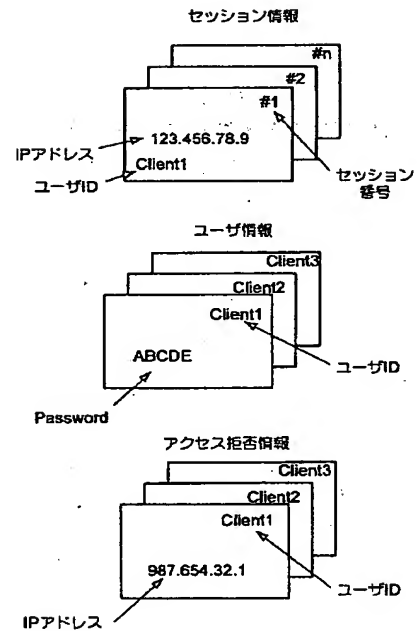 セッション情報
#n
#2
#1
123.456.78.9
IPアドレス
Client1
ユーザID
セッション
番号
ユーザ情報
Client3
Client2
Client1
ABCDE
ユーザID
Password
アクセス拒否情報
Client3
Client2
Client1
987.654.32.1
ユーザID
IPアドレス